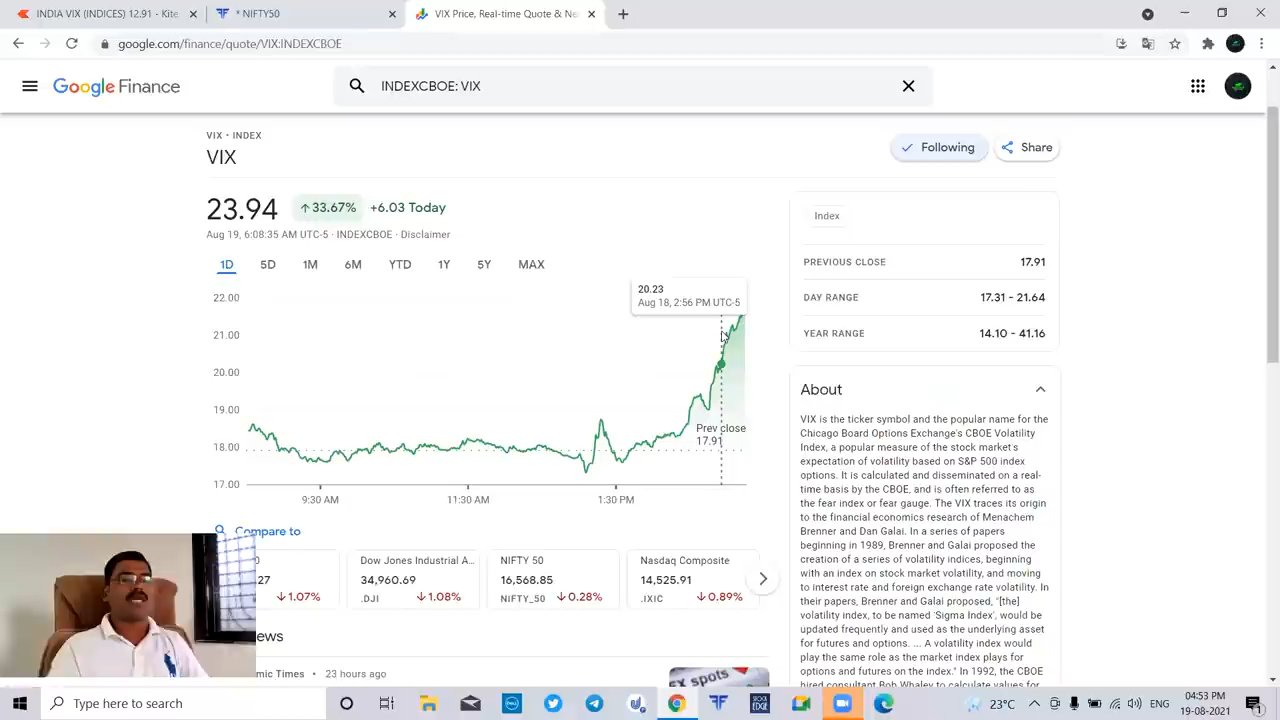 INDIA VIX (INDICES) 12.91 - Kite
* NIFTY50
VIX Price, Real-time Quote & Ne
google.com/finance/quote/VIX:INDEXCBOE
Google Finance
INDEXCBOE: VIX
VIX • INDEX
VIX
Following
Share
23.94
33.67%
+6.03 Today
Aug 19, 6:08:35 AM UTC-5 · INDEXCBOE · Disclaimer
1D
5D
1M
6M
YTD
1Y
5Y
MAX
22.00
21.00
20.00
19.00
18.00
17.00
20.23
Aug 18, 2:56 PM UTC-5
Prev close
17.91
9:30 AM
11:30 AM
1:30 PM
Index
PREVIOUS CLOSE
17.91
DAY RANGE
17.31 - 21.64
YEAR RANGE
14.10 - 41.16
About
VIX is the ticker symbol and the popular name for the
Chicago Board Options Exchange's CBOE Volatility
Index, a popular measure of the stock market's
expectation of volatility based on S&P 500 index
options. It is calculated and disseminated on a real-
time basis by the CBOE, and is often referred to as
the fear index or fear gauge. The VIX traces its origin
to the financial economics research of Menachem
Brenner and Dan Galai. In a series of papers
beginning in 1989, Brenner and Galai proposed the
creation of a series of volatility indices, beginning
with an index on stock market volatility, and moving
to interest rate and foreign exchange rate volatility. In
their papers, Brenner and Galai proposed, "[the]
volatility index, to be named 'Sigma Index', would be
updated frequently and used as the underlying asset
for futures and options. ... A volatility index would
play the same role as the market index plays for
options and futures on the index." In 1992, the CBOE
hired consultant Bob Whaley to calculate values for
Compare to
0
.27
1.07%
Dow Jones Industrial A...
34,960.69
.DJI
1.08%
NIFTY 50
16,568.85
NIFTY_50
0.28%
Nasdaq Composite
14,525.91
.IXIC
0.89%
ews
mic Times • 23 hours ago
EX spots
Type here to search
DELL
STOCK
EDGE
23°C
ENG
04:53 PM
19-08-2021
1